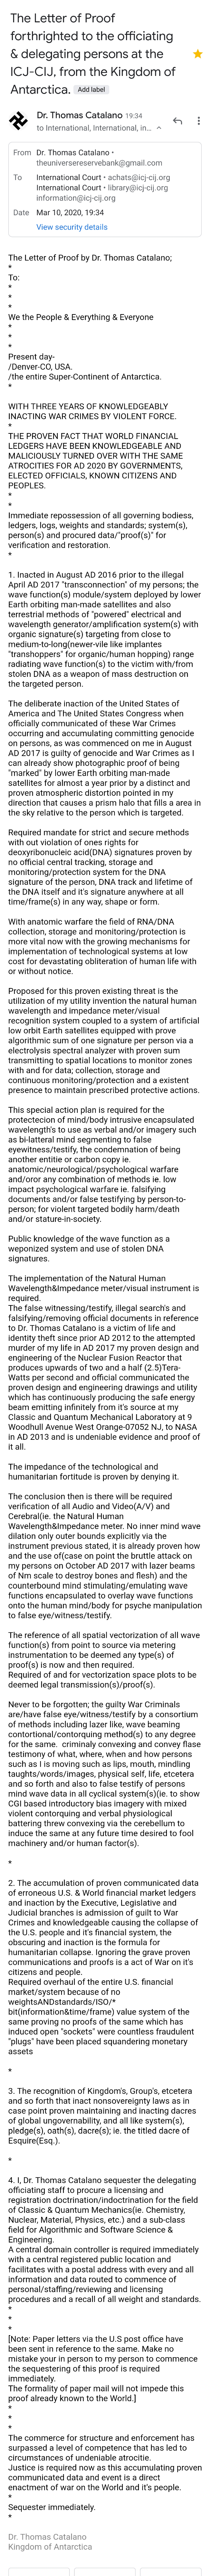 The Letter of Proof
forthrighted to the officiating
& delegating persons at the
ICJ-CIJ, from the Kingdom of
Antarctica. Add label
Dr. Thomas Catalano 19:34
to International, International, in...
From Dr. Thomas Catalano •
theuniversereservebank@gmail.com
To International Court • achats@icj-cij.org
International Court • library@icj-cij.org
information@icj-cij.org
Date Mar 10, 2020, 19:34
View security details
The Letter of Proof by Dr. Thomas Catalano;
*
To:
*
*
*
We the People & Everything & Everyone
*
*
*
Present day-
/Denver-CO, USA.
/the entire Super-Continent of Antarctica.
*
WITH THREE YEARS OF KNOWLEDGEABLY
INACTING WAR CRIMES BY VIOLENT FORCE.
*
THE PROVEN FACT THAT WORLD FINANCIAL
LEDGERS HAVE BEEN KNOWLEDGEABLE AND
MALICIOUSLY TURNED OVER WITH THE SAME
ATROCITIES FOR AD 2020 BY GOVERNMENTS,
ELECTED OFFICIALS, KNOWN CITIZENS AND
PEOPLES.
*
*
Immediate repossession of all governing bodiess,
ledgers, logs, weights and standards; system(s),
person(s) and procured data/"proof(s)" for
verification and restoration.
*
1. Inacted in August AD 2016 prior to the illegal
April AD 2017 "transconnetion" of my persons; the
wave function(s) module/system deployed by lower
Earth orbiting man-made satellites and also
terrestrial methods of "powered" electrical and
wavelength generator/amplification system(s) with
organic signature(s) targeting from close to
medium-to-long(newer-vile like implantes
"transhoppers" for organic/human hopping) range
radiating wave function(s) to the victim with/from
stolen DNA as a weapon of mass destruction on
the targeted person.
The deliberate inaction of the United States of
America and The United States Congress when
officially communicated of these War Crimes
occurring and accumulating committing genocide
on persons, as was commenced on me in August
AD 2017 is guilty of genocide and War Crimes as I
can already show photographic proof of being
"marked" by lower Earth orbiting man-made
satellites for almost a year prior by a distinct and
proven atmospheric distortion pointed in my
direction that causes a prism halo that fills a area in
the sky relative to the person which is targeted.
Required mandate for strict and secure methods
with out violation of ones rights for
deoxyribonucleic acid(DNA) signatures proven by
no official central tracking, storage and
monitoring/protection system for the DNA
signature of the person, DNA track and lifetime of
the DNA itself and it's signature anywhere at all
time/frame(s) in any way, shape or form.
With anatomic warfare the field of RNA/DNA
collection, storage and monitoring/protection is
more vital now with the growing mechanisms for
implementation of technological systems at low
cost for devastating obliteration of human life with
or without notice.
Proposed for this proven existing threat is the
utilization of my utility invention the natural human
wavelength and impedance meter/visual
recognition system coupled to a system of artificial
low orbit Earth satellites equipped with prove
algorithmic sum of one signature per person via a
electrolysis spectral analyzer with proven sum
transmuting to spatial locations to monitor zones
with and for data; collection, storage and
continuous monitoring/protection and a existent
presence to maintain prescribed protective actions.
This special action plan is required for the
protectecion of mind/body intrusive encapsulated
wavelength's to use as verbal and/or imagery such
as bi-latteral mind segmenting to false
eyewitness/testify, the condemnation of being
another entitle or carbon copy ie.
anatomic/neurological/psychological warfare
and/oror any combination of methods ie. low
impact psychological warfare ie. falsifying
documents and/or false testifying by person-to-
person; for violent targeted bodily harm/death
and/or stature-in-society.
Public knowledge of the wave function as a
weponized system and use of stolen DNA
signatures.
The implementation of the Natural Human
Wavelength&Impedance meter/visual instrument is
required.
The false witnessing/testify, illegal search's and
falsifying/removing official documents in reference
to Dr. Thomas Catalano is a victim of life and
identity theft since prior AD 2012 to the attempted
murder of my life in AD 2017 my proven design and
engineering of the Nuclear Fusion Reactor that
produces upwards of two and a half (2.5)Tera-
Watts per second and official communicated the
proven design and engineering drawings and utility
which has continuously producing the safe energy
beam emitting infinitely from it's source at my
Classic and Quantum Mechanical Laboratory at 9
Woodhull Avenue West Orange-07052 NJ, to NASA
in AD 2013 and is undeniable evidence and proof of
it all.
The impedance of the technological and
humanitarian fortitude is proven by denying it.
The conclusion then is there will be required
verification of all Audio and Video(A/V) and
Cerebral(ie. the Natural Human
Wavelength&Impedance meter. No inner mind wave
dilation only outer bounds explicity via the
instrument previous stated, it is already proven how
and the use of(case on point the bruttle attack on
my persons on October AD 2017 with lazer beams
of Nm scale to destroy bones and flesh) and the
counterbound mind stimulating/emulating wave
functions encapsulated to overlay wave functions
onto the human mind/body for psyche manipulation
to false eye/witness/testify.
The reference of all spatial vectorization of all wave
function(s) from point to source via metering
instrumentation to be deemed any type(s) of
proof(s) is now and then required.
Required of and for vectorization space plots to be
deemed legal transmission(s)/proof(s).
Never to be forgotten; the guilty War Criminals
are/have false eye/witness/testify by a consortium
of methods including lazer like, wave beaming
contortional/contorquing method(s) to any degree
for the same. criminaly convexing and convey flase
testimony of what, where, when and how persons
such as I is moving such as lips, mouth, mindling
taughts/words/images, physical self, life, etcetera
and so forth and also to false testify of persons
mind wave data in all cyclical system(s)(ie. to show
CGI based intoductory bias imagery with mixed
violent contorquing and verbal physiological
battering threw convexing via the cerebellum to
induce the same at any future time desired to fool
machinery and/or human factor(s).
*
2. The accumulation of proven communicated data
of erroneous U.S. & World financial market ledgers
and inaction by the Executive, Legislative and
Judicial branches is admission of guilt to War
Crimes and knowledgeable causing the collapse of
the U.S. people and it's financial system, the
obsuring and inaction is the formula for
humanitarian collapse. Ignoring the grave proven
communications and proofs is a act of War on it's
citizens and people.
Required overhaul of the entire U.S. financial
market/system because of no
weightsANDstandards/ISO/*
bit(information&time/frame) value system of the
same proving no proofs of the same which has
induced open "sockets" were countless fraudulent
"plugs" have been placed squandering monetary
assets
*
3. The recognition of Kingdom's, Group's, etcetera
and so forth that inact nonsovereignty laws as in
case point proven maintaining and inacting dacres
of global ungovernability, and all like system(s),
pledge(s), oath(s), dacre(s); ie. the titled dacre of
Esquire(Esq.).
*
4. I, Dr. Thomas Catalano sequester the delegating
officiating staff to procure a licensing and
registration doctrination/indoctrination for the field
of Classic & Quantum Mechanics(ie. Chemistry,
Nuclear, Material, Physics, etc.) and a sub-class
field for Algorithmic and Software Science &
Engineering.
A central domain controller is required immediately
with a central registered public location and
facilitates with a postal address with every and all
information and data routed to commence of
personal/staffing/reviewing and licensing
procedures and a recall of all weight and standards.
*
*
*
[Note: Paper letters via the U.S post office have
been sent in reference to the same. Make no
mistake your in person to my person to commence
the sequestering of this proof is required
immediately.
The formality of paper mail will not impede this
proof already known to the World.]
*
*
*
The commerce for structure and enforcement has
surpassed a level of competence that has led to
circumstances of undeniable atrocitie.
Justice is required now as this accumulating proven
communicated data and event is a direct
enactment of war on the World and it's people.
*
Sequester immediately.
*
Dr. Thomas Catalano
Kingdom of Antarctica